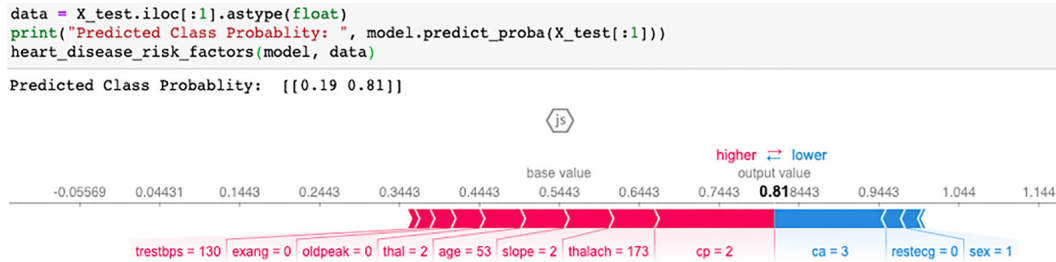 data = X_test.iloc[:1].astype(float)
print("Predicted Class Probablity: ", model.predict_proba(X_test[:1]))
heart_disease_risk_factors(model, data)
Predicted Class Probablity:  [[0.19 0.81]]
js
higher ⇄ lower
base value output value
-0.05569 0.04431 0.1443 0.2443 0.3443 0.4443 0.5443 0.6443 0.7443 0.81 8443 0.9443 1.044 1.144
trestbps = 130 exang = 0 oldpeak = 0 thal = 2 age = 53 slope = 2 thalach = 173 cp = 2 ca = 3 restecg = 0 sex = 1